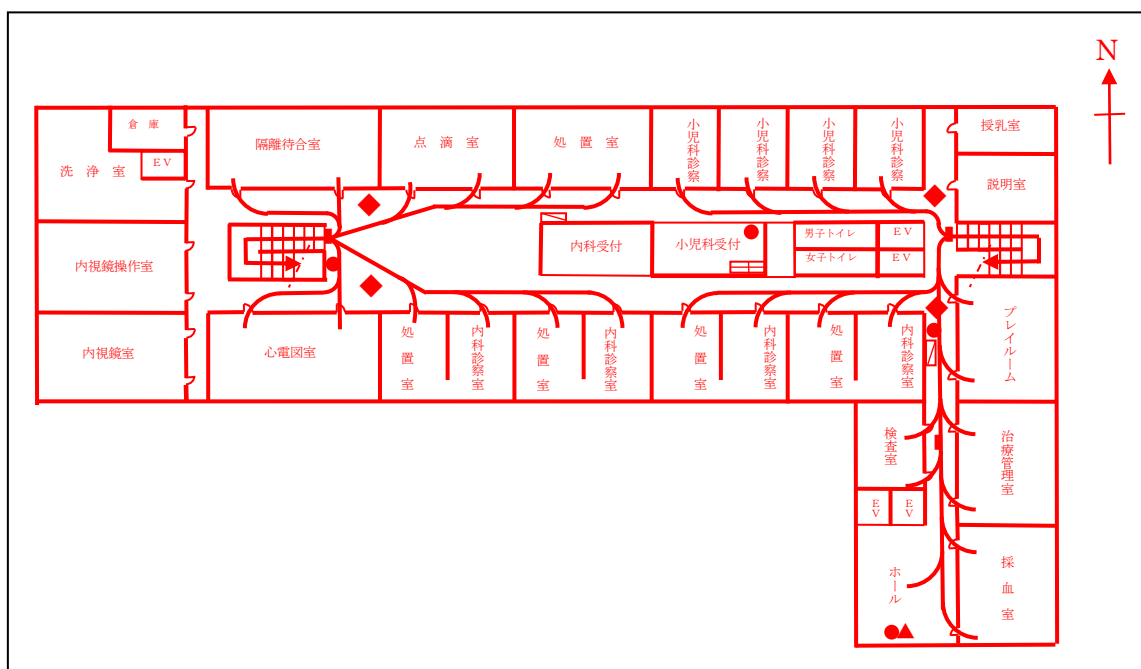 N
倉庫
EV
洗浄室
隔離待合室
点滴室
処置室
小児科診察
小児科診察
小児科診察
小児科診察
授乳室
説明室
内視鏡操作室
内科受付
小児科受付
男子トイレ
EV
女子トイレ
EV
内視鏡室
心電図室
処置室
内科診察室
処置室
内科診察室
処置室
内科診察室
処置室
内科診察室
プレイルーム
検査室
治療管理室
EV
EV
ホール
採血室